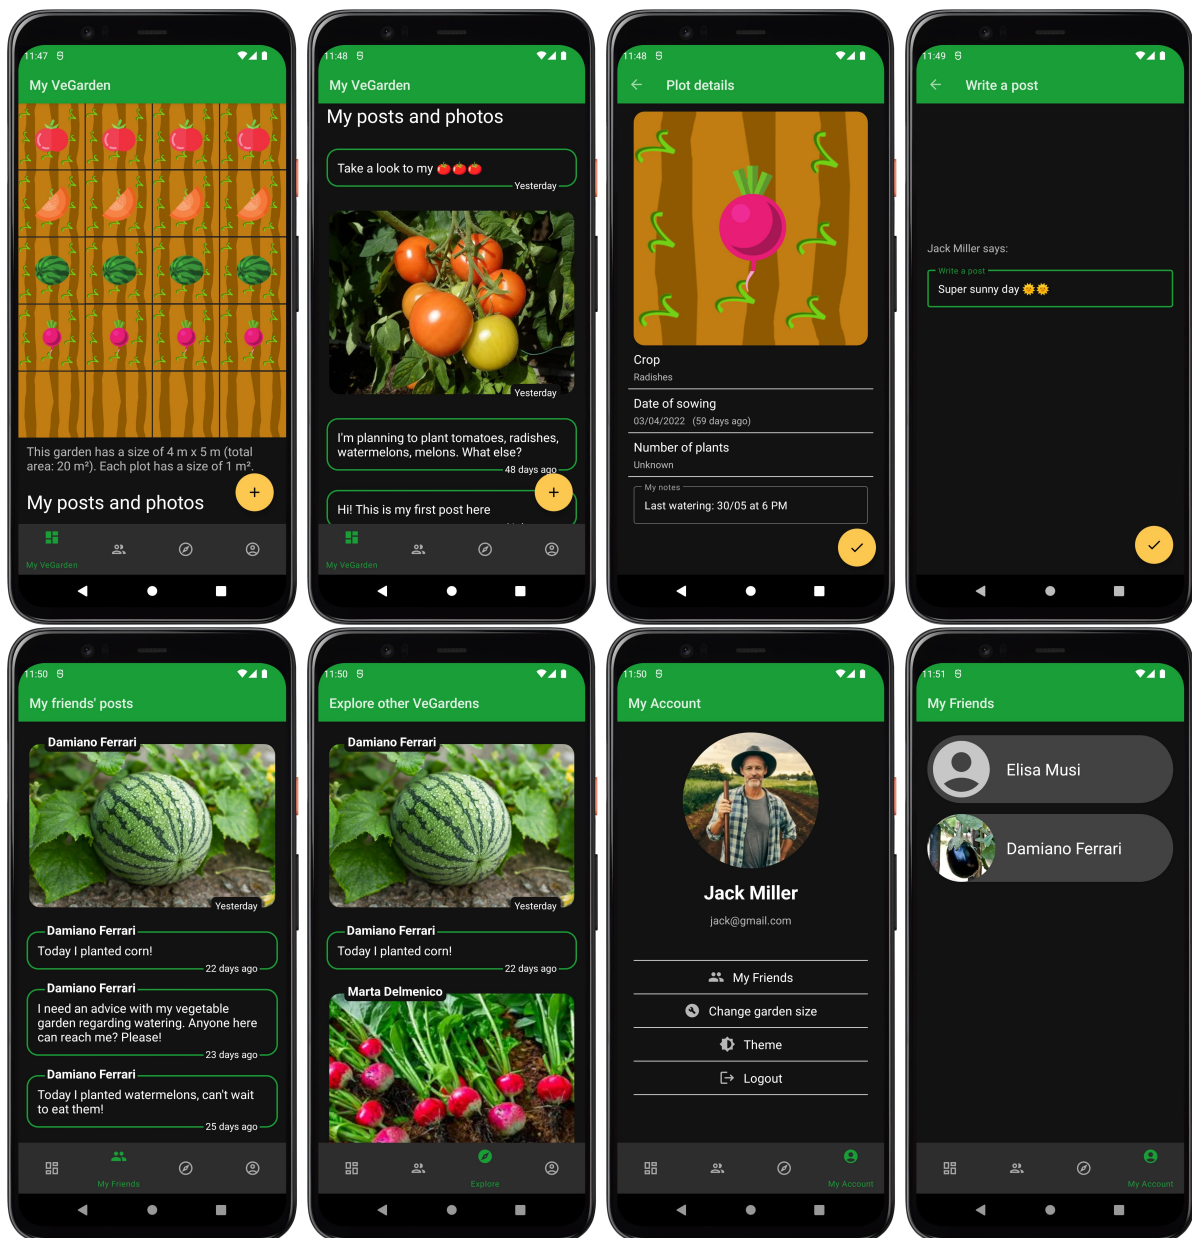 11:47
My VeGarden
This garden has a size of 4 m x 5 m (total
area: 20 m²). Each plot has a size of 1 m².
My posts and photos
My VeGarden
11:48
My VeGarden
My posts and photos
Take a look to my 🍅🍅🍅
Yesterday
Yesterday
I'm planning to plant tomatoes, radishes,
watermelons, melons. What else?
48 days ago
Hi! This is my first post here
My VeGarden
11:48
Plot details
Crop
Radishes
Date of sowing
03/04/2022 (59 days ago)
Number of plants
Unknown
My notes
Last watering: 30/05 at 6 PM
11:49
Write a post
Jack Miller says:
Write a post
Super sunny day 🌞🌞
11:50
My friends' posts
Damiano Ferrari
Yesterday
Damiano Ferrari
Today I planted corn!
22 days ago
Damiano Ferrari
I need an advice with my vegetable
garden regarding watering. Anyone here
can reach me? Please!
23 days ago
Damiano Ferrari
Today I planted watermelons, can't wait
to eat them!
25 days ago
My Friends
11:50
Explore other VeGardens
Damiano Ferrari
Yesterday
Damiano Ferrari
Today I planted corn!
22 days ago
Marta Delmenico
Explore
11:50
My Account
Jack Miller
jack@gmail.com
My Friends
Change garden size
Theme
Logout
My Account
11:51
My Friends
Elisa Musi
Damiano Ferrari
My Account